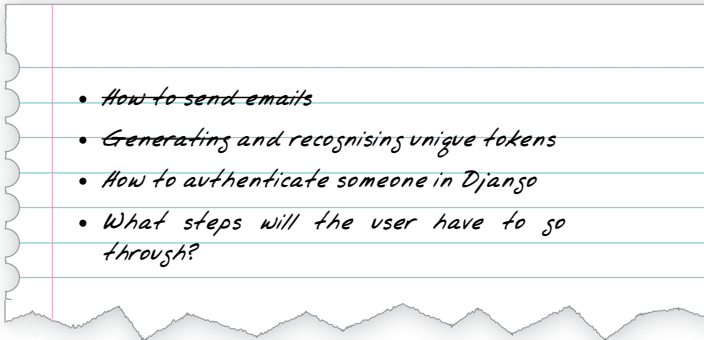 • How to send emails
• Generating and recognising unique tokens
• How to authenticate someone in Django
• What steps will the user have to go
through?